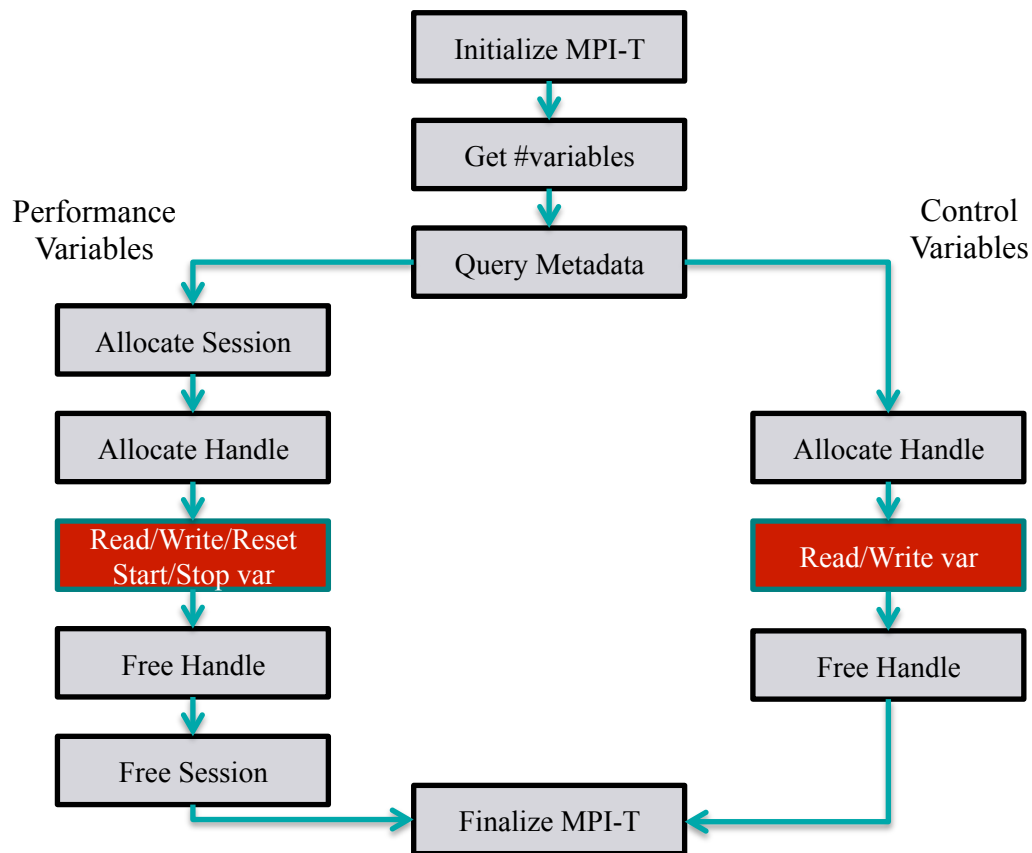 Initialize MPI-T
Get #variables
Performance
Variables
Control
Variables
Query Metadata
Allocate Session
Allocate Handle
Read/Write/Reset
Start/Stop var
Free Handle
Free Session
Allocate Handle
Read/Write var
Free Handle
Finalize MPI-T